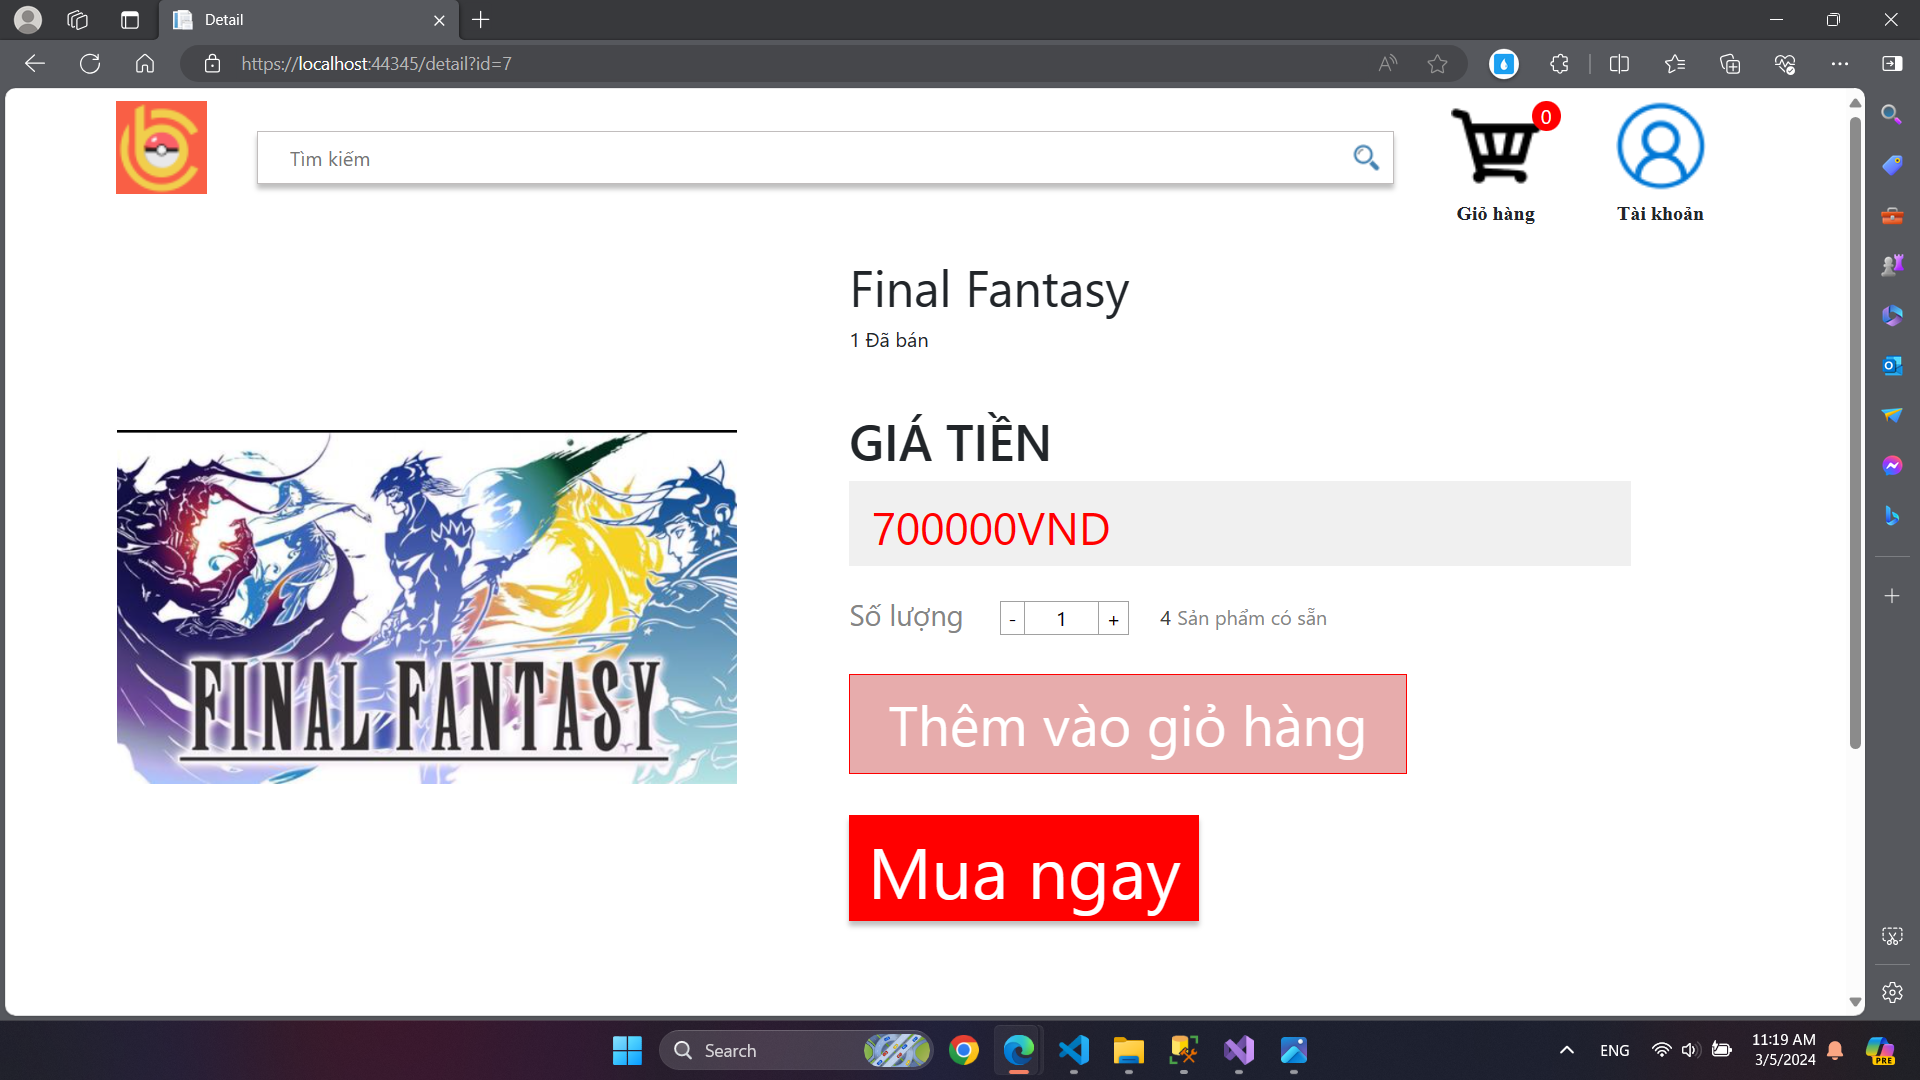 Detail
https://localhost:44345/detail?id=7
Tìm kiếm
0
Giỏ hàng
Tài khoản
Final Fantasy
1 Đã bán
GIÁ TIỀN
700000VND
Số lượng - 1 + 4 Sản phẩm có sẵn
FINAL FANTASY
Thêm vào giỏ hàng
Mua ngay
Search
ENG
11:19 AM
3/5/2024
PRE